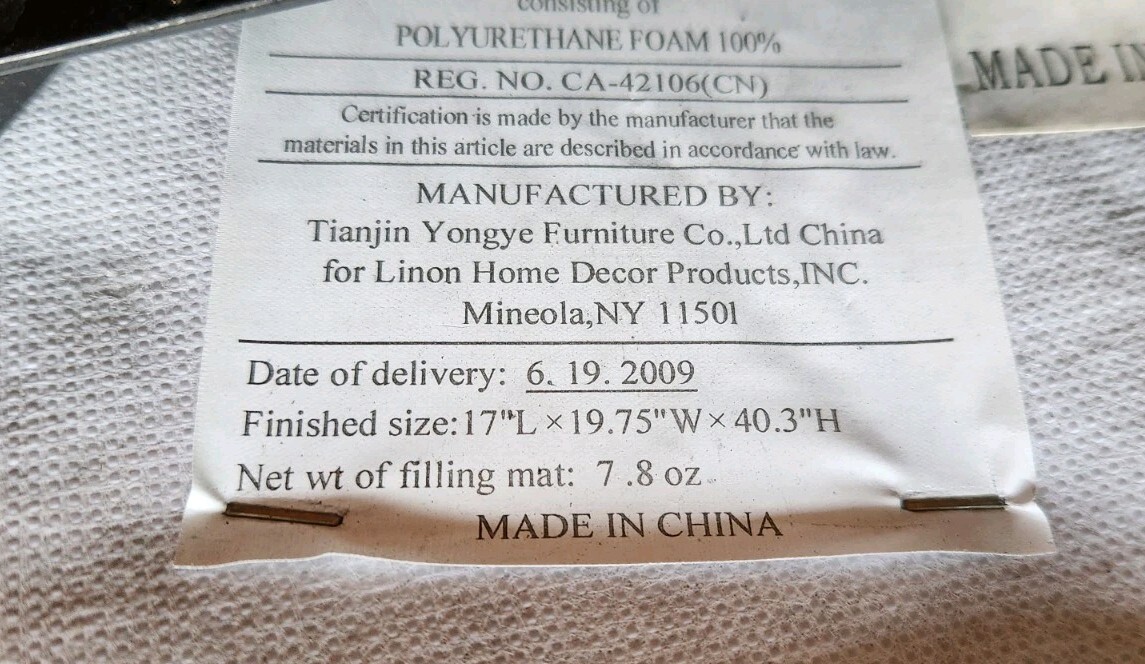 consisting of
POLYURETHANE FOAM 100%
REG. NO. CA-42106(CN)
Certification is made by the manufacturer that the
materials in this article are described in accordance with law.
MANUFACTURED BY:
Tianjin Yongye Furniture Co.,Ltd China
for Linon Home Decor Products,INC.
Mineola,NY 11501
Date of delivery: 6. 19. 2009
Finished size:17"L × 19.75"W × 40.3"H
Net wt of filling mat: 7.8 oz
MADE IN CHINA
MADE IN